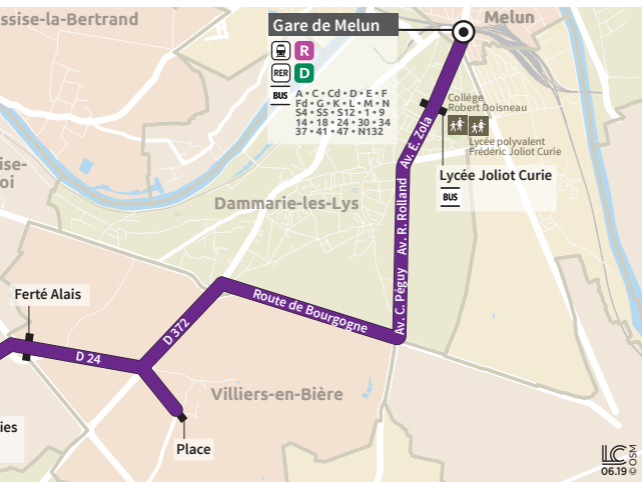 ssise-la-Bertrand
Melun
Gare de Melun
R
RER D
BUS
A • C • Cd • D • E • F
Fd • G • K • L • M • N
S4 • S5 • S12 • 1 • 9
14 • 18 • 24 • 30 • 34
37 • 41 • 47 • N132
Collège
Robert Doisneau
Lycée polyvalent
Frédéric Joliot Curie
Av. É. Zola
Lycée Joliot Curie
BUS
ise-
oi
Dammarie-les-Lys
Av. R. Rolland
Av. C. Péguy
Route de Bourgogne
Ferté Alais
D 372
D 24
Villiers-en-Bière
ies
Place
LC
06.19 © OSM